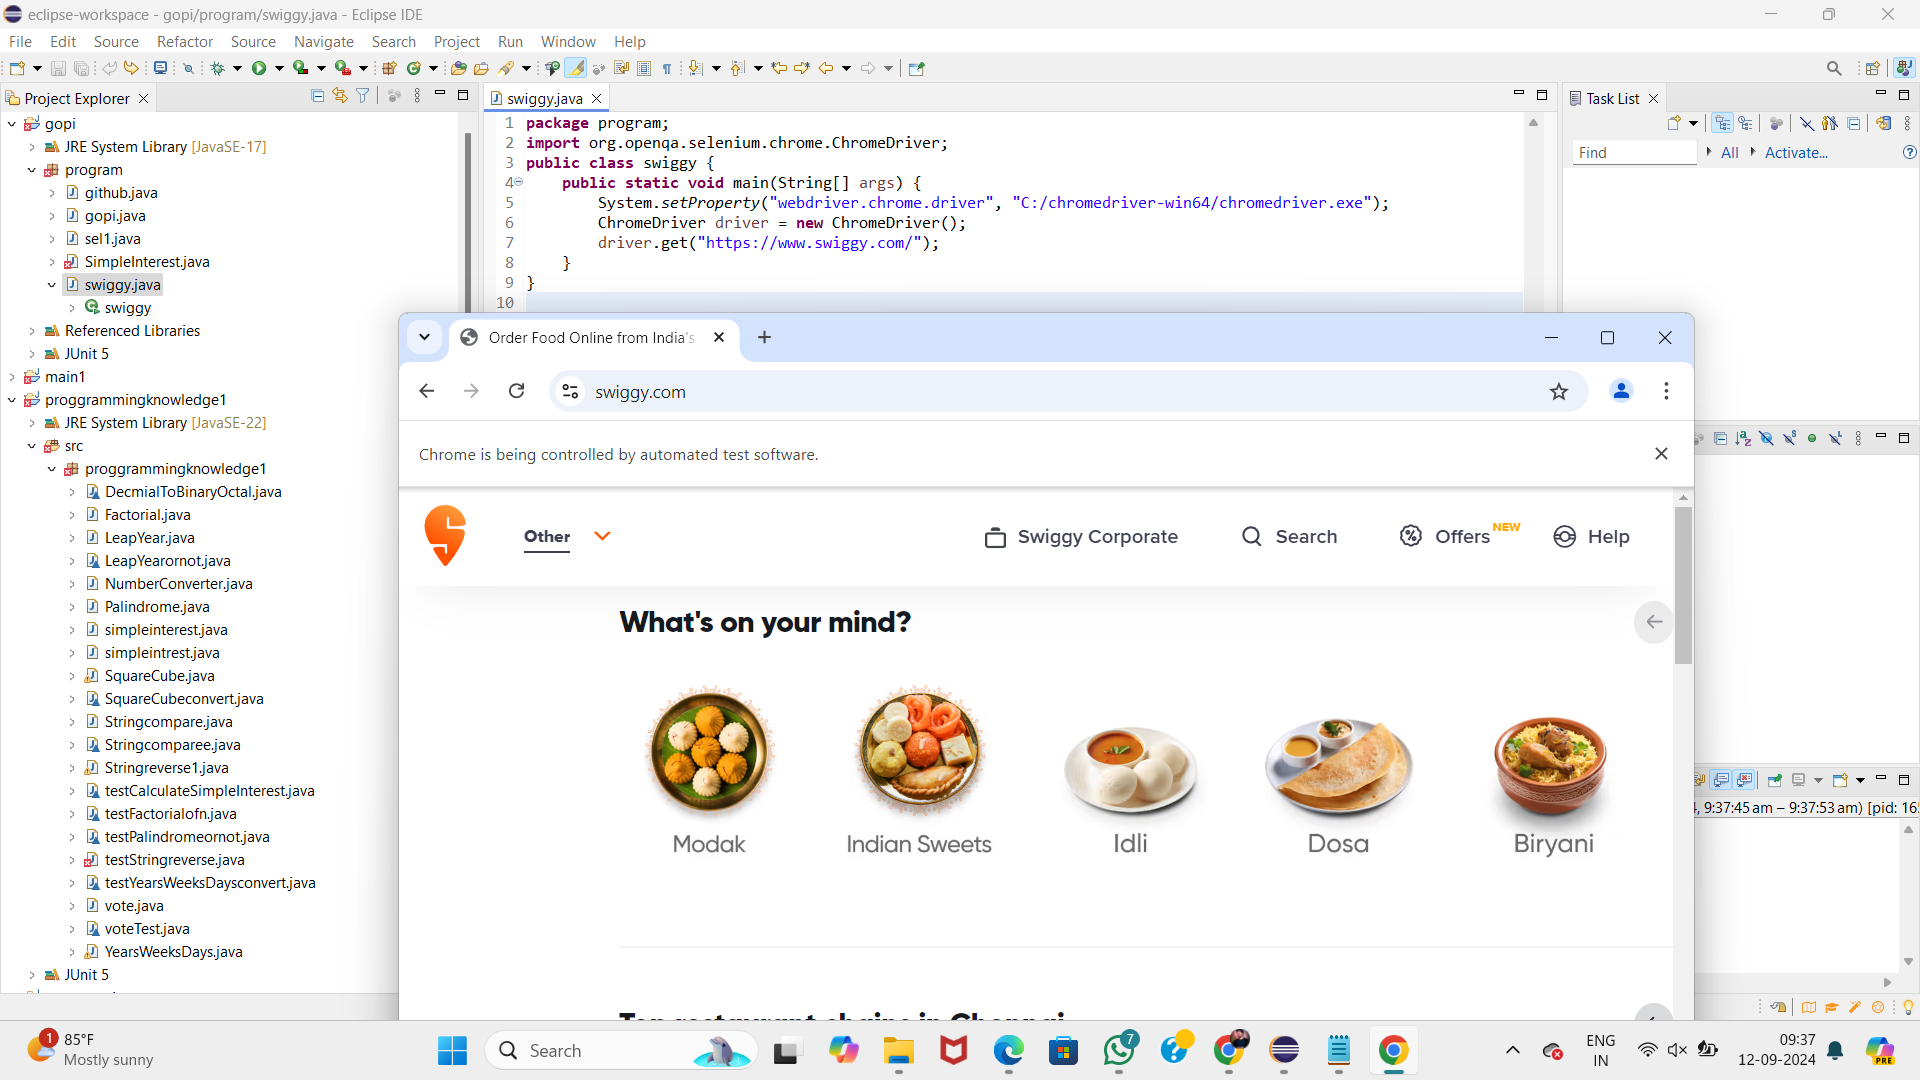 eclipse-workspace - gopi/program/swiggy.java - Eclipse IDE
File Edit Source Refactor Source Navigate Search Project Run Window Help
Project Explorer
gopi
JRE System Library [JavaSE-17]
program
github.java
gopi.java
sel1.java
SimpleInterest.java
swiggy.java
swiggy
Referenced Libraries
JUnit 5
main1
proggrammingknowledge1
JRE System Library [JavaSE-22]
src
proggrammingknowledge1
DecmialToBinaryOctal.java
Factorial.java
LeapYear.java
LeapYearornot.java
NumberConverter.java
Palindrome.java
simpleinterest.java
simpleintrest.java
SquareCube.java
SquareCubeconvert.java
Stringcompare.java
Stringcomparee.java
Stringreverse1.java
testCalculateSimpleInterest.java
testFactorialofn.java
testPalindromeornot.java
testStringreverse.java
testYearsWeeksDaysconvert.java
vote.java
voteTest.java
YearsWeeksDays.java
JUnit 5
swiggy.java
1 package program;
2 import org.openqa.selenium.chrome.ChromeDriver;
3 public class swiggy {
4 public static void main(String[] args) {
5 System.setProperty("webdriver.chrome.driver", "C:/chromedriver-win64/chromedriver.exe");
6 ChromeDriver driver = new ChromeDriver();
7 driver.get("https://www.swiggy.com/");
8 }
9 }
10
Task List
Find All Activate...
4, 9:37:45 am – 9:37:53 am) [pid: 16
Order Food Online from India's
swiggy.com
Chrome is being controlled by automated test software.
Other Swiggy Corporate Search Offers NEW Help
What's on your mind?
Modak Indian Sweets Idli Dosa Biryani
Top restaurant chains in Chennai
1 85°F
Mostly sunny
Search
7
ENG
IN
09:37
12-09-2024
PRE